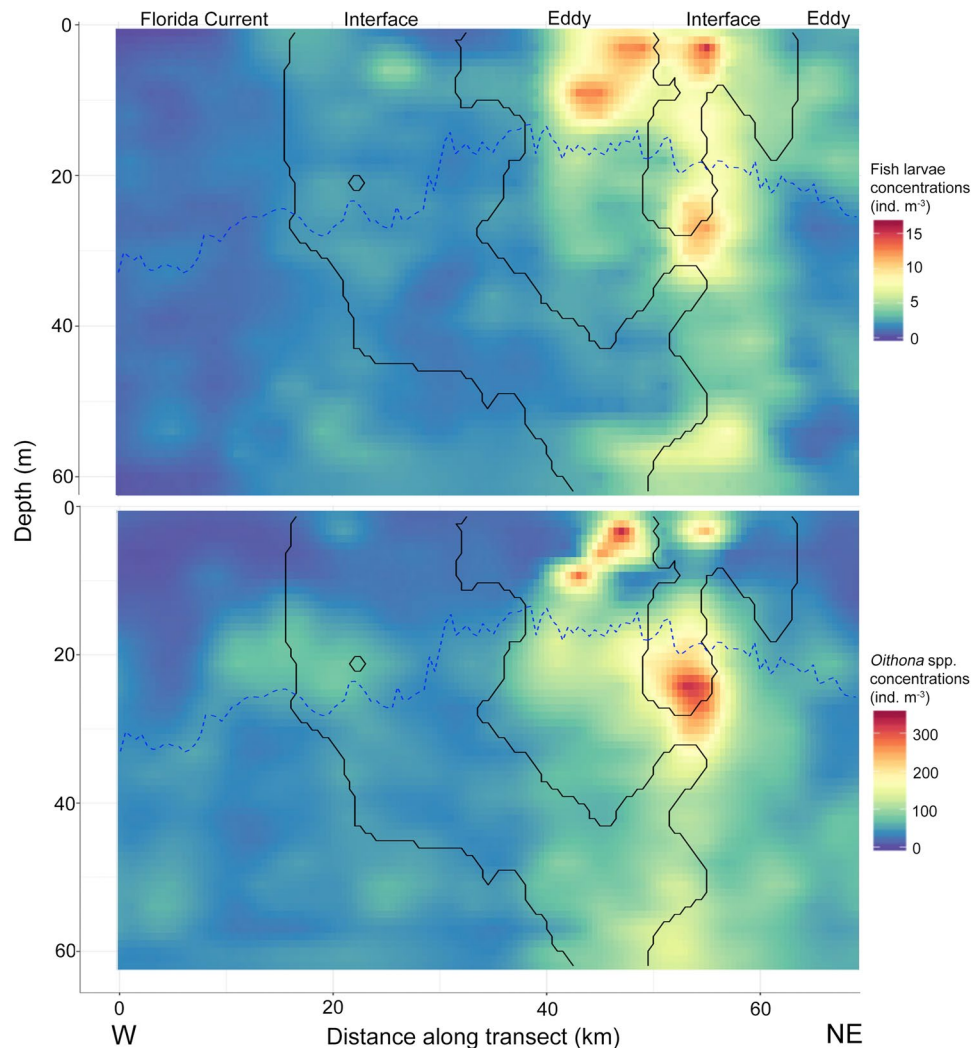 Florida Current Interface Eddy Interface Eddy
0
20
40
60
Fish larvae
concentrations
(ind. m⁻³)
15
10
5
0
Depth (m)
0
20
40
60
Oithona spp.
concentrations
(ind. m⁻³)
300
200
100
0
0 20 40 60
W Distance along transect (km) NE